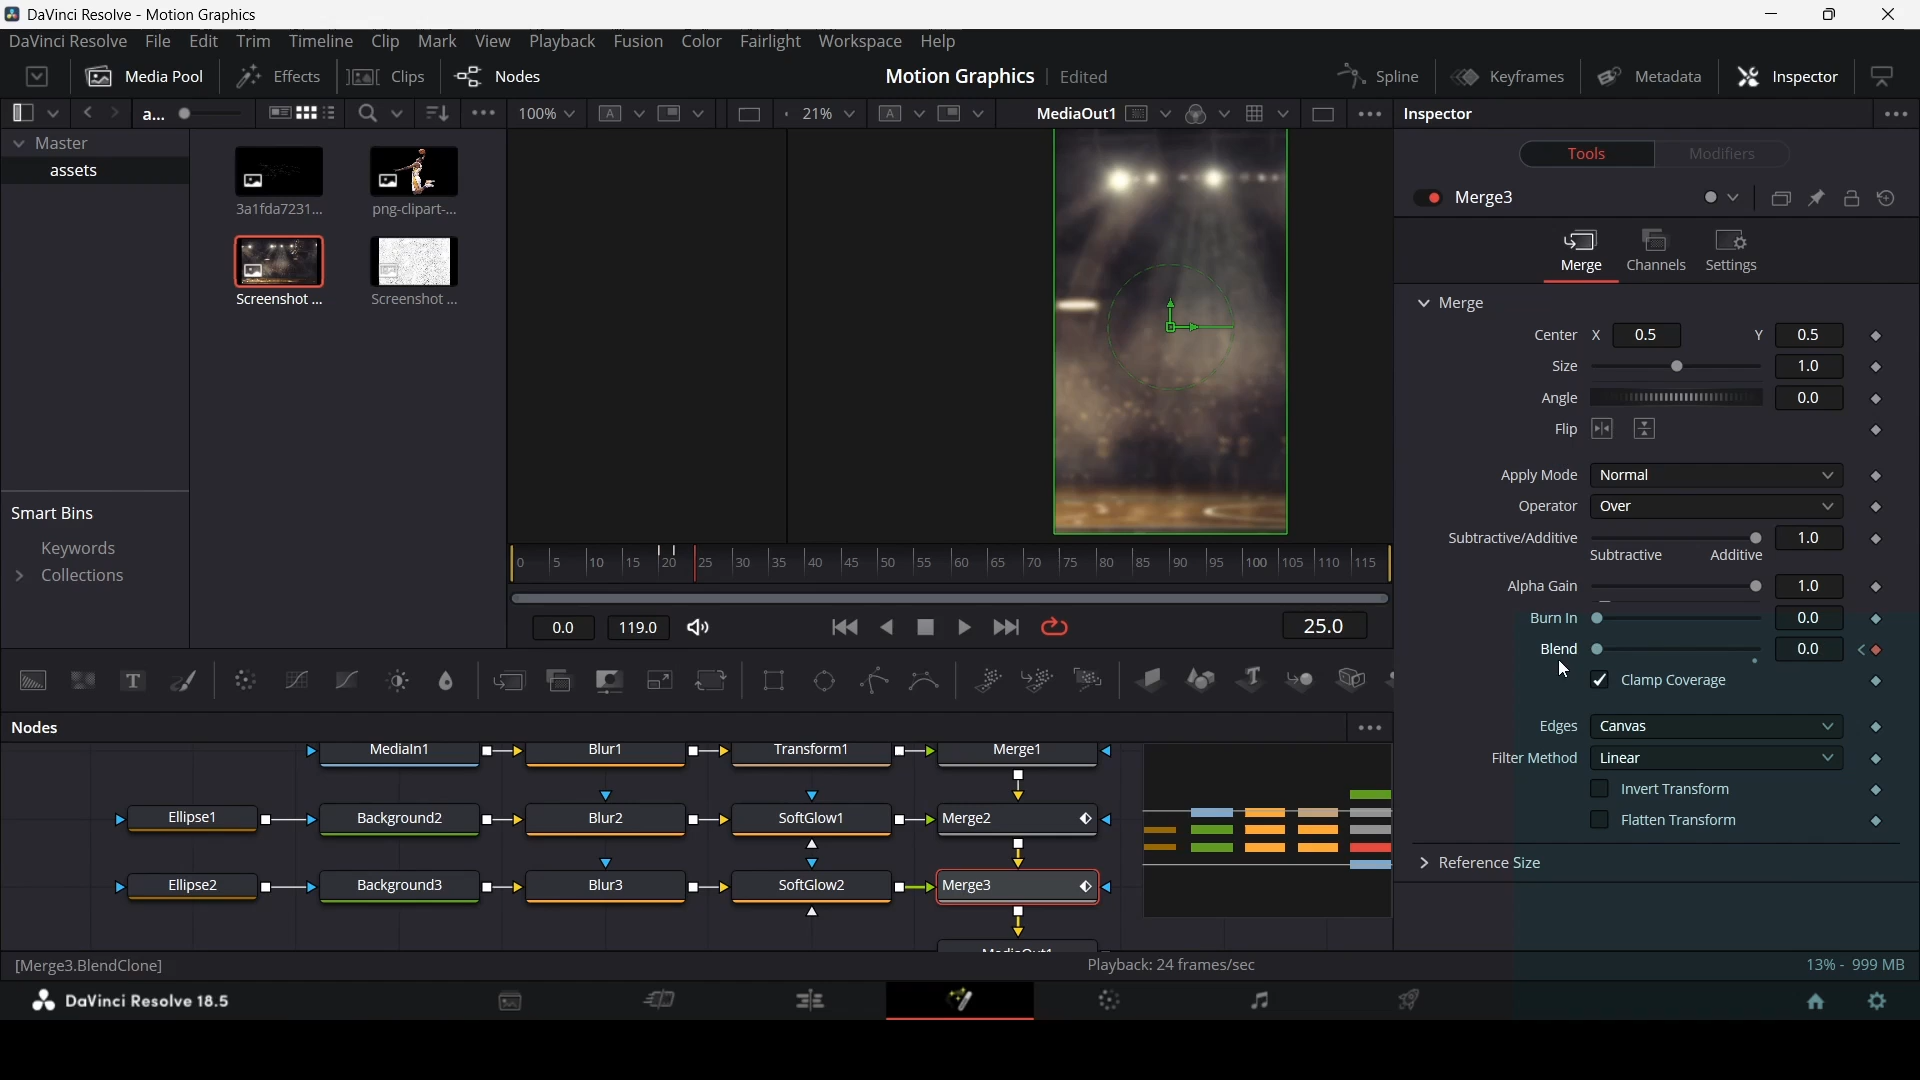 DaVinci Resolve - Motion Graphics
DaVinci Resolve File Edit Trim Timeline Clip Mark View Playback Fusion Color Fairlight Workspace Help
Media Pool Effects Clips Nodes Motion Graphics Edited Spline Keyframes Metadata Inspector
a... 100% 21% MediaOut1 Inspector
Master
assets
3a1fda7231... png-clipart-...
Screenshot ... Screenshot ...
Smart Bins
Keywords
Collections
0 5 10 15 20 25 30 35 40 45 50 55 60 65 70 75 80 85 90 95 100 105 110 115
0.0 119.0 25.0
Tools Modifiers
Merge3
Merge Channels Settings
Merge
Center X 0.5 Y 0.5
Size 1.0
Angle 0.0
Flip
Apply Mode Normal
Operator Over
Subtractive/Additive 1.0
Subtractive Additive
Alpha Gain 1.0
Burn In 0.0
Blend 0.0
Clamp Coverage
Edges Canvas
Filter Method Linear
Invert Transform
Flatten Transform
Reference Size
Nodes
MediaIn1 Blur1 Transform1 Merge1
Ellipse1 Background2 Blur2 SoftGlow1 Merge2
Ellipse2 Background3 Blur3 SoftGlow2 Merge3
MediaOut1
[Merge3.BlendClone] Playback: 24 frames/sec 13% - 999 MB
DaVinci Resolve 18.5